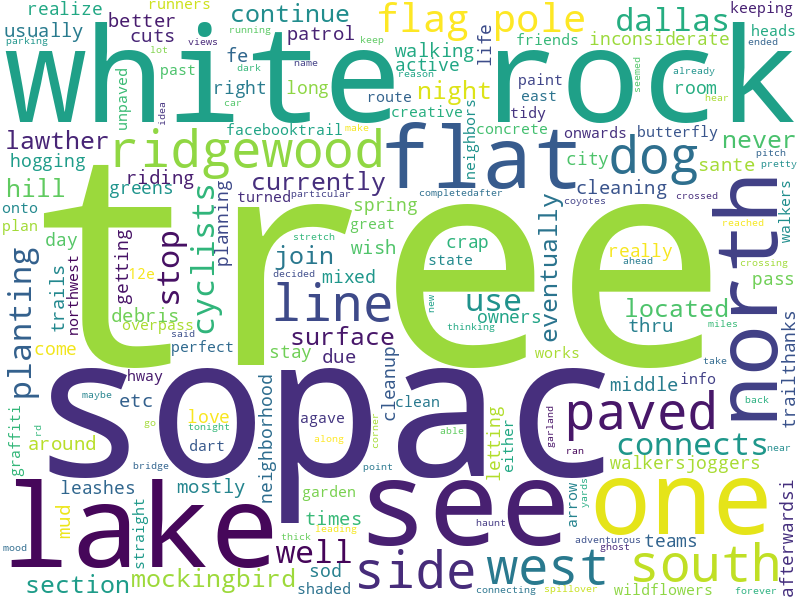 realize runners continue flag pole dallas keeping
usually better cuts fe patrol walking friends inconsiderate heads
parking running keep views
white rock
unpaved lot past idea dark right car long name reason active route night life creative east paint tidy room seemed already hear
lawther facebooktrail make neighbors concrete onwards butterfly never
hogging ridgewood flat dog city sante pitch pretty
hill riding greens currently completedafter coyotes cleaning crossed
onto turned particular spring planning walkers
plan day stretch great wish crap north
trails northwest getting stop cyclists join decided mixed state really ahead reached
tree
12e line use eventually located crossing pass
planting debris overpass surface owners thru new thinking miles
come said perfect stay due works take trailthanks
hway maybe etc love cleanup middle info back
sopac
graffiti rd go tonight agave clean along corner able garland paved
around dart neighborhood bridge point letting either ran connects near
leashes mostly walkersjoggers
lake see one
mud straight garden times arrow yards afterwardsi
well thick leading haunt adventurous teams
mood section mockingbird sod shaded side connecting west ghost spillover south wildflowers forever